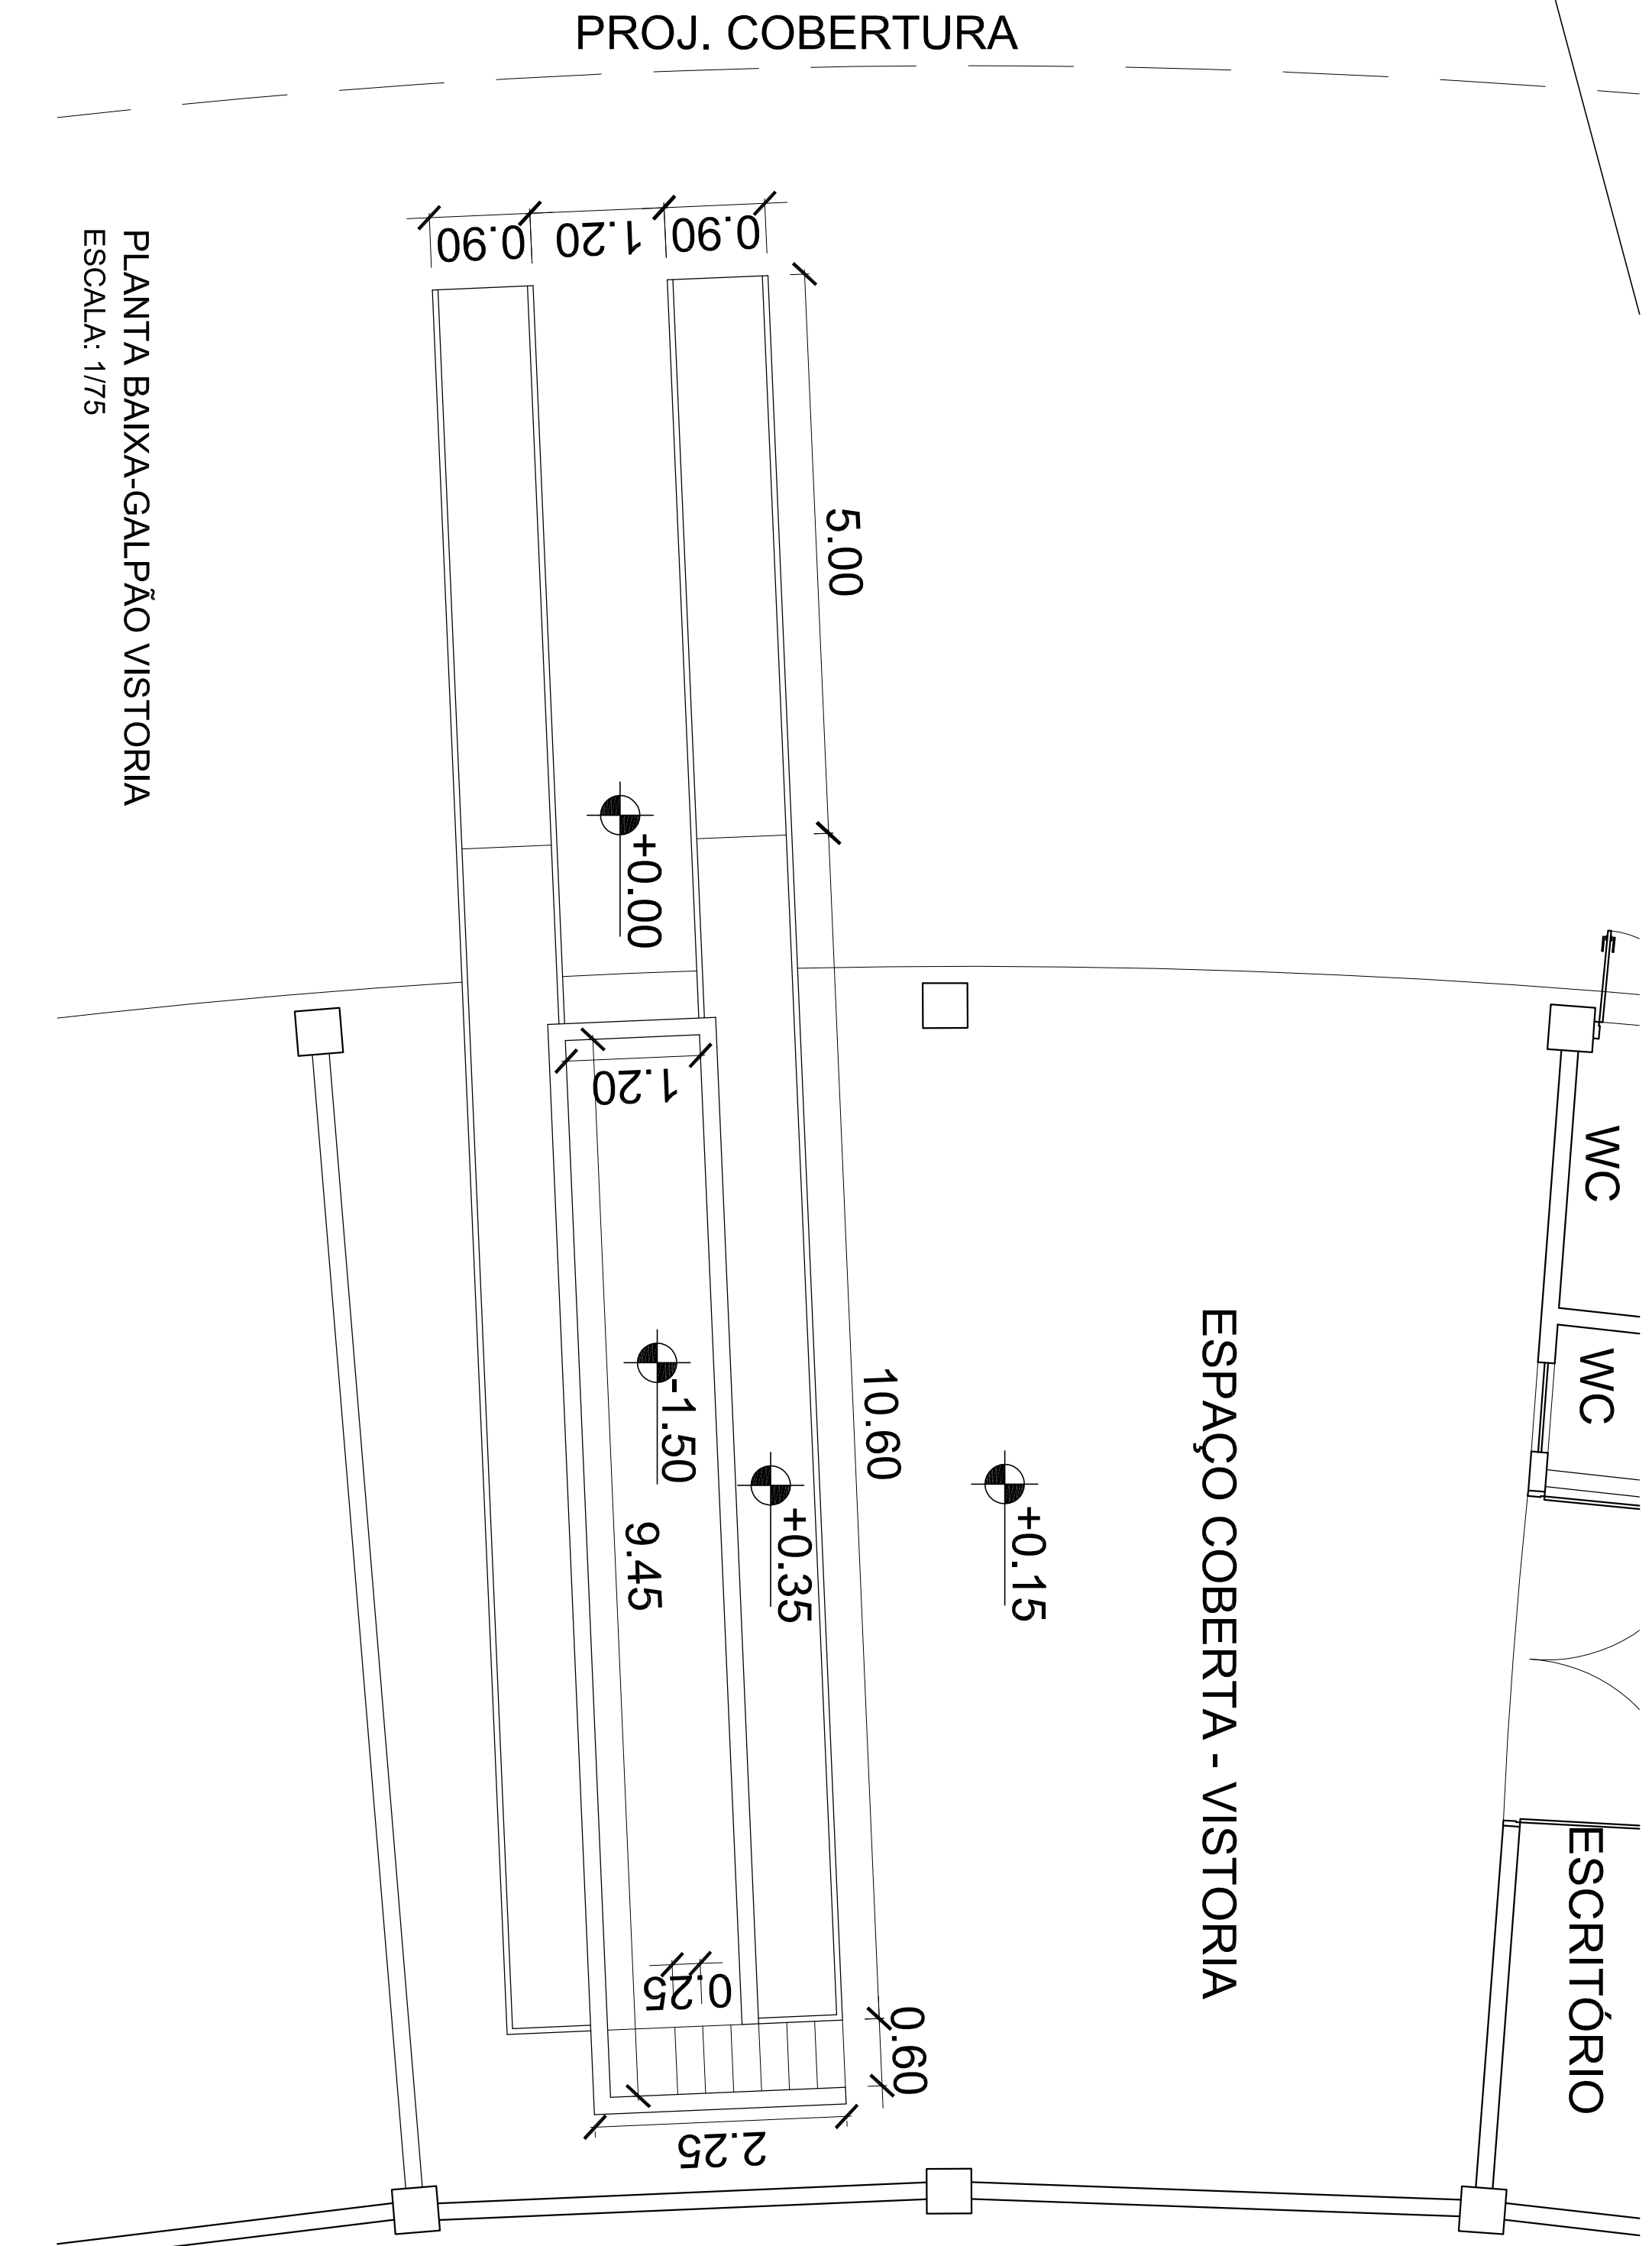 PROJ. COBERTURA
PLANTA BAIXA-GALPÃO VISTORIA
ESCALA: 1/75
0.90
1.20
0.90
5.00
+0.00
1.20
WC
WC
10.60
-1.50
+0.35
+0.15
9.45
ESPAÇO COBERTA - VISTORIA
ESCRITÓRIO
0.25
0.60
2.25